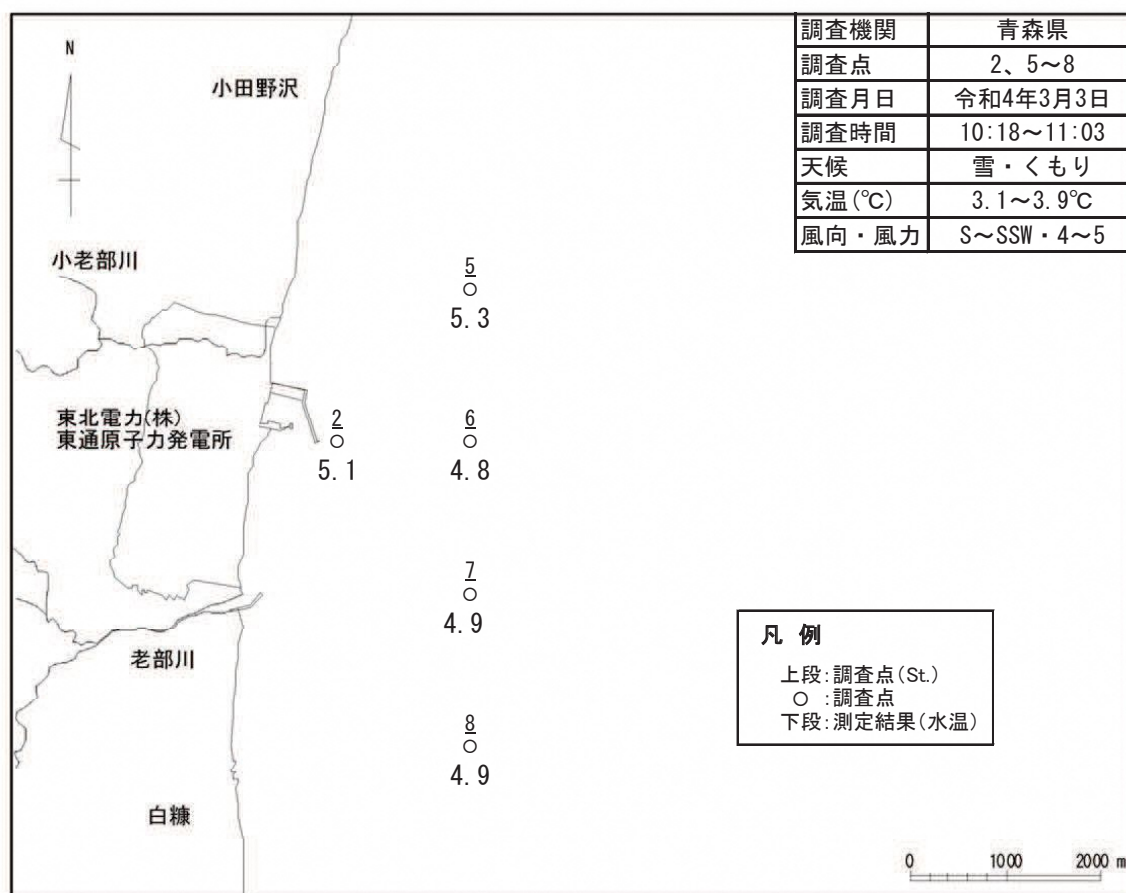 調査機関 青森県
調査点 2、5～8
調査月日 令和4年3月3日
調査時間 10:18～11:03
天候 雪・くもり
気温(℃) 3.1～3.9℃
風向・風力 S～SSW・4～5
N
小田野沢
小老部川
5
5.3
東北電力(株)
東通原子力発電所
2
5.1
6
4.8
7
4.9
老部川
8
4.9
白糠
凡 例
上段:調査点(St.)
○ :調査点
下段:測定結果(水温)
0 1000 2000 m